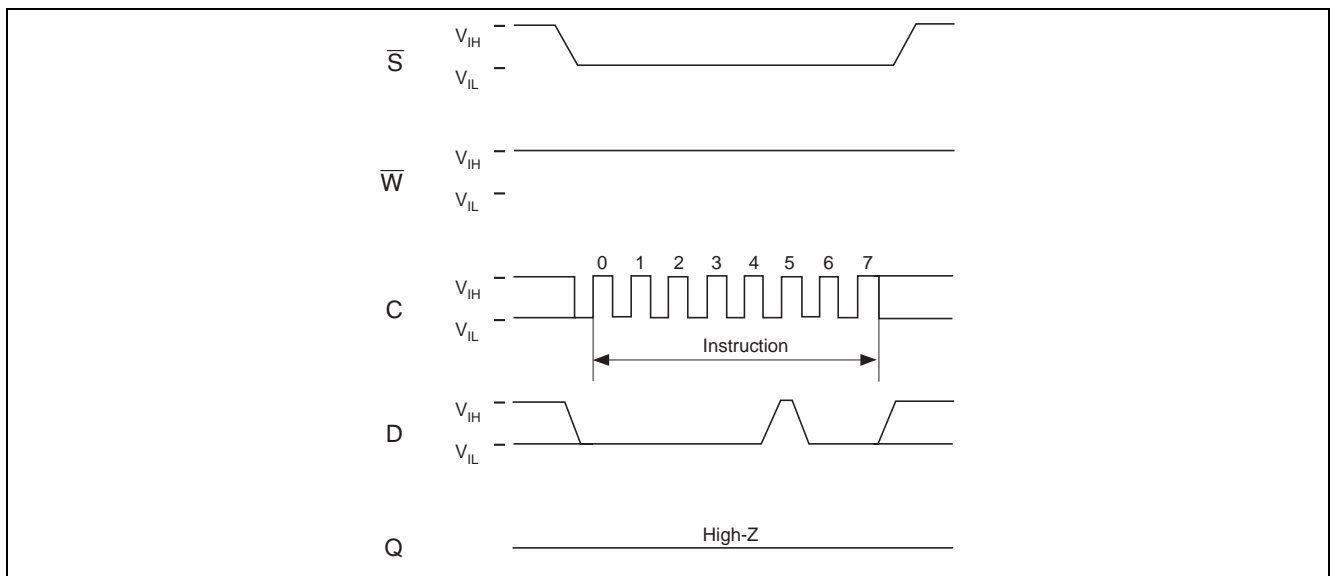 V_IH
S̅
V_IL
V_IH
W̅
V_IL
0 1 2 3 4 5 6 7
V_IH
C
V_IL
Instruction
V_IH
D
V_IL
High-Z
Q